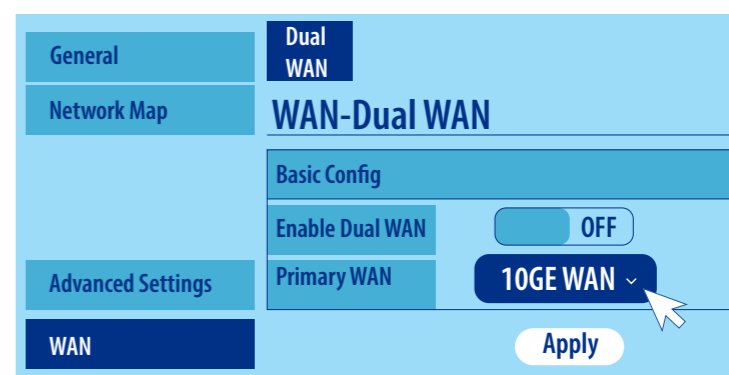 General
Network Map
Advanced Settings
WAN
Dual
WAN
WAN-Dual WAN
Basic Config
Enable Dual WAN OFF
Primary WAN 10GE WAN
Apply